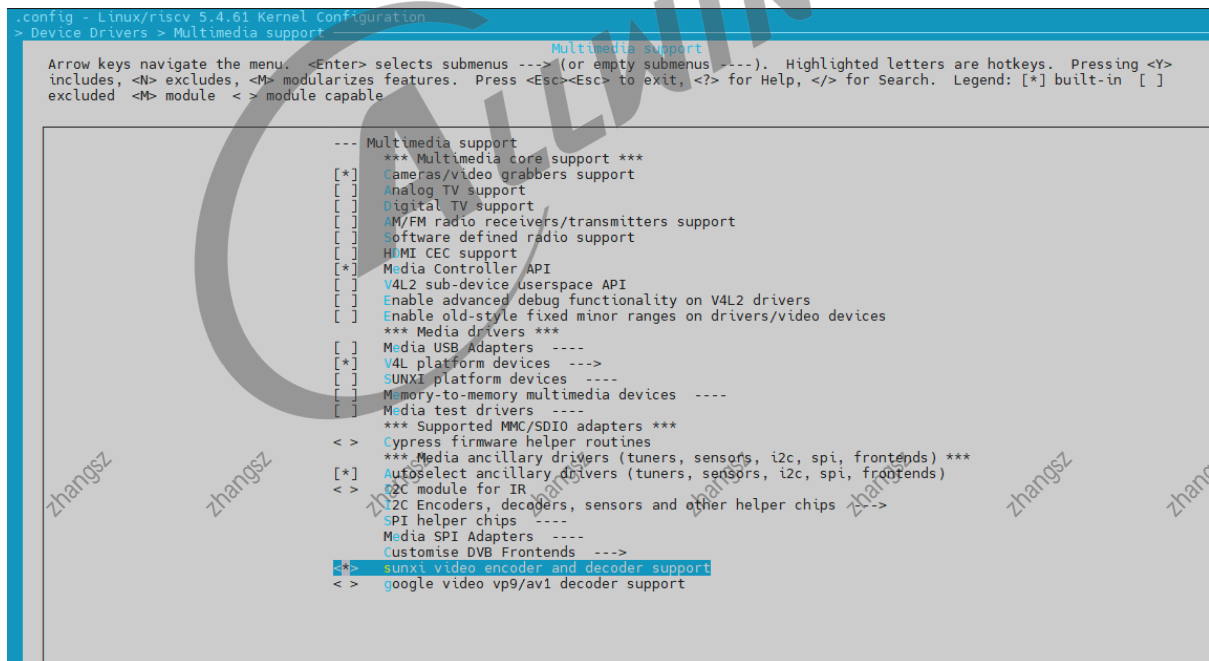 .config - Linux/riscv 5.4.61 Kernel Configuration
> Device Drivers > Multimedia support
Multimedia support
Arrow keys navigate the menu. <Enter> selects submenus ---> (or empty submenus ----). Highlighted letters are hotkeys. Pressing <Y>
includes, <N> excludes, <M> modularizes features. Press <Esc><Esc> to exit, <?> for Help, </> for Search. Legend: [*] built-in [ ]
excluded <M> module < > module capable
--- Multimedia support
*** Multimedia core support ***
[*] Cameras/video grabbers support
[ ] Analog TV support
[ ] Digital TV support
[ ] AM/FM radio receivers/transmitters support
[ ] Software defined radio support
[ ] HDMI CEC support
[*] Media Controller API
[ ] V4L2 sub-device userspace API
[ ] Enable advanced debug functionality on V4L2 drivers
[ ] Enable old-style fixed minor ranges on drivers/video devices
*** Media drivers ***
[ ] Media USB Adapters ----
[*] V4L platform devices --->
[ ] SUNXI platform devices ----
[ ] Memory-to-memory multimedia devices ----
[ ] Media test drivers ----
*** Supported MMC/SDIO adapters ***
< > Cypress firmware helper routines
*** Media ancillary drivers (tuners, sensors, i2c, spi, frontends) ***
[*] Autoselect ancillary drivers (tuners, sensors, i2c, spi, frontends)
< > I2C module for IR
I2C Encoders, decoders, sensors and other helper chips --->
SPI helper chips ----
Media SPI Adapters ----
Customise DVB Frontends --->
<*> sunxi video encoder and decoder support
< > google video vp9/av1 decoder support
ALLWIN
zhangsz zhangsz zhangsz zhangsz zhangsz zhangsz zhan